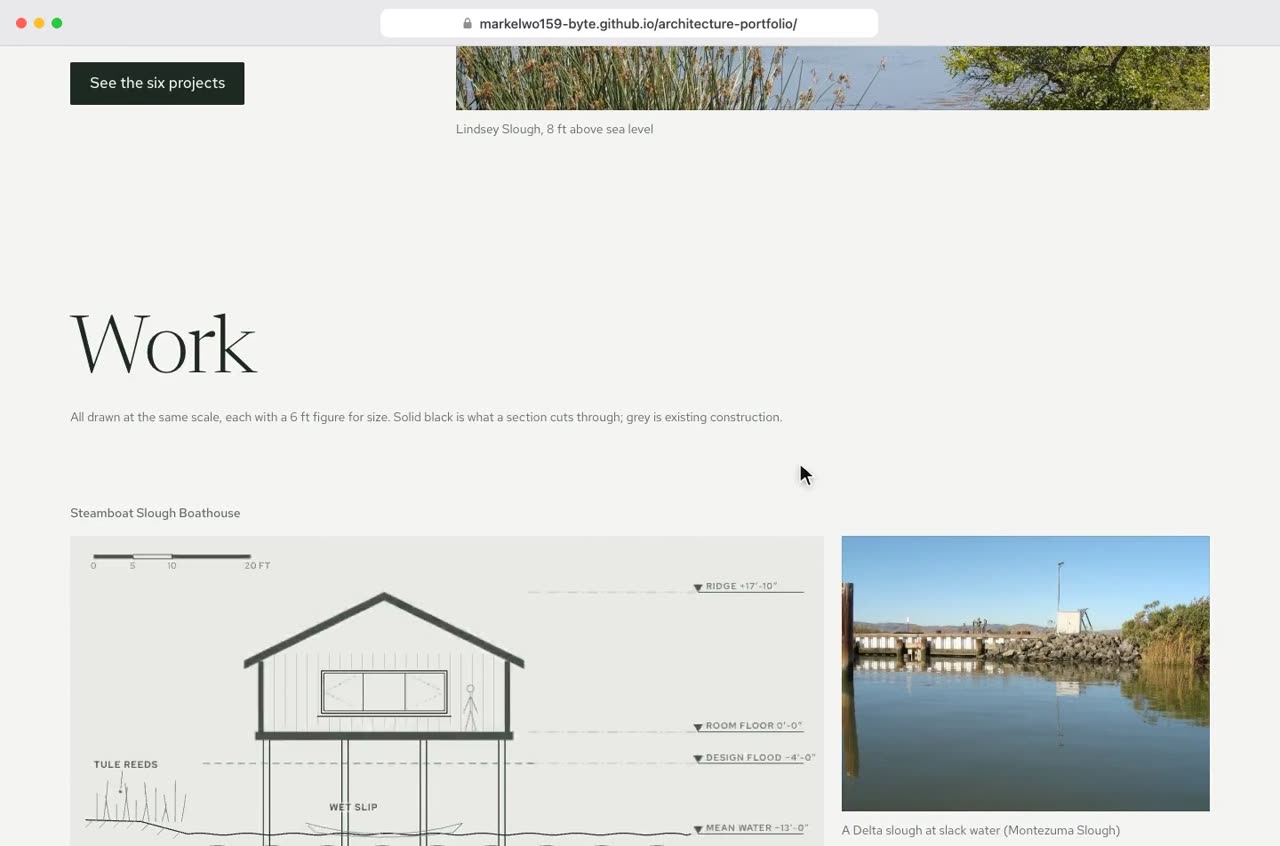 markelwo159-byte.github.io/architecture-portfolio/
See the six projects
Lindsey Slough, 8 ft above sea level
Work
All drawn at the same scale, each with a 6 ft figure for size. Solid black is what a section cuts through; grey is existing construction.
Steamboat Slough Boathouse
0 5 10 20 FT
RIDGE +17'-10"
ROOM FLOOR 0'-0"
DESIGN FLOOD −4'-0"
TULE REEDS
WET SLIP
MEAN WATER −13'-0"
A Delta slough at slack water (Montezuma Slough)